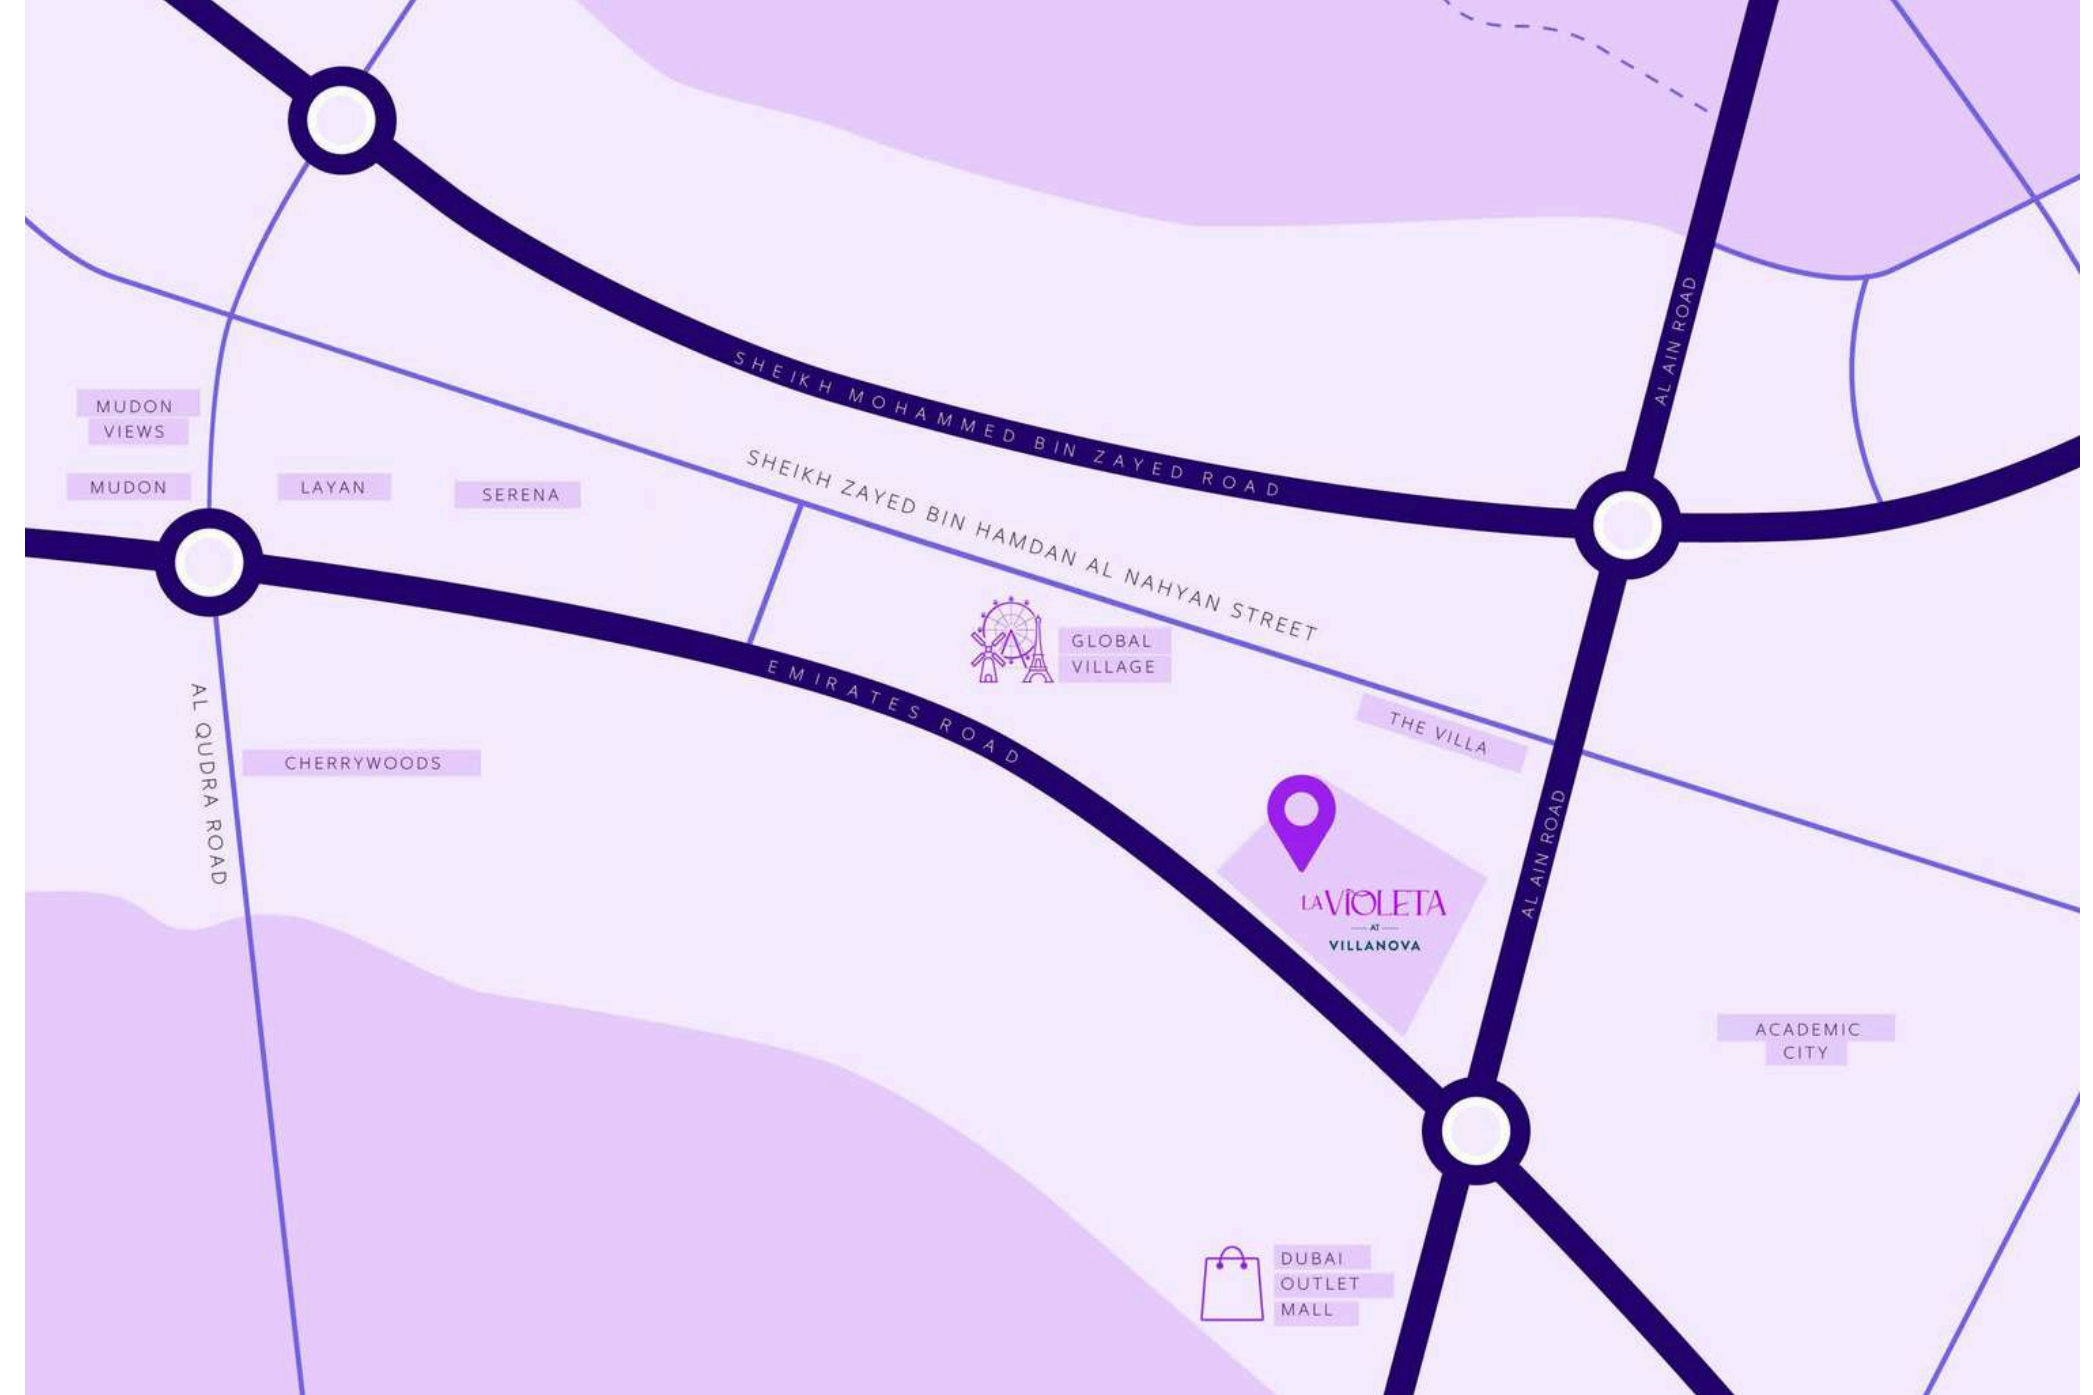 AL AIN ROAD
SHEIKH MOHAMMED BIN ZAYED ROAD
MUDON
VIEWS
MUDON
LAYAN
SERENA
SHEIKH ZAYED BIN HAMDAN AL NAHYAN STREET
GLOBAL
VILLAGE
EMIRATES ROAD
THE VILLA
AL QUDRA ROAD
CHERRYWOODS
AL AIN ROAD
LA VIOLETA
AT
VILLANOVA
ACADEMIC
CITY
DUBAI
OUTLET
MALL